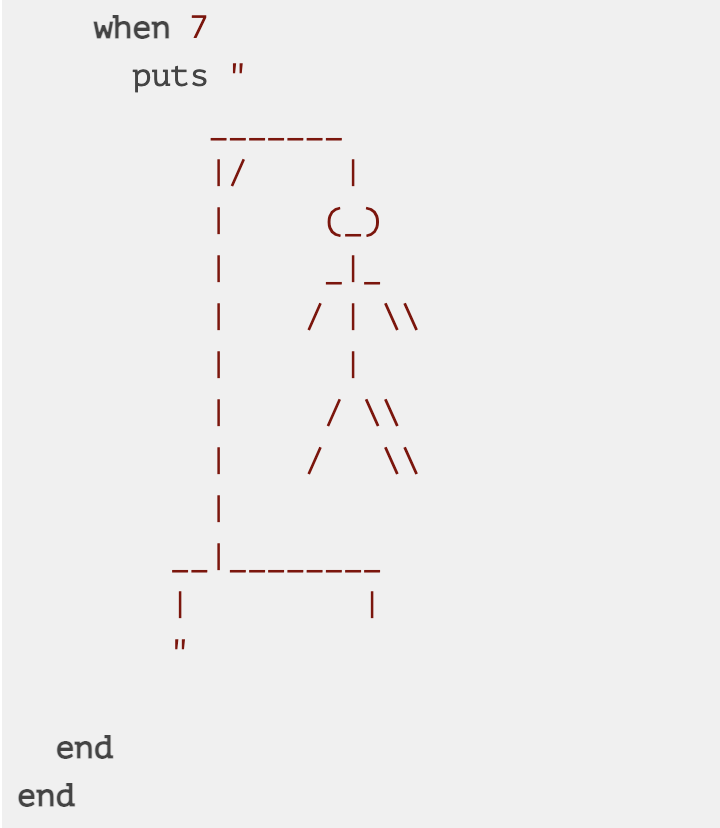 when 7
      puts "
          _______
          |/     |
          |     (_)
          |     _|_
          |    / | \\
          |      |
          |     / \\
          |    /   \\
          |
        __|________
        |         |
        "

  end
end